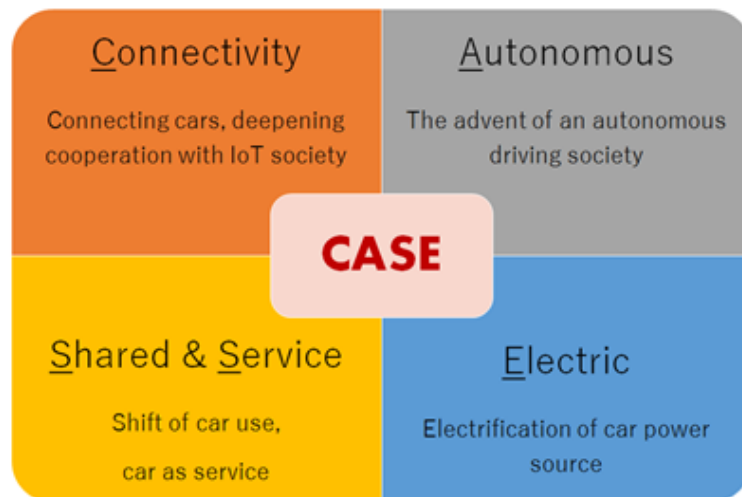 Connectivity
Connecting cars, deepening
cooperation with IoT society
Autonomous
The advent of an autonomous
driving society
CASE
Shared & Service
Shift of car use,
car as service
Electric
Electrification of car power
source